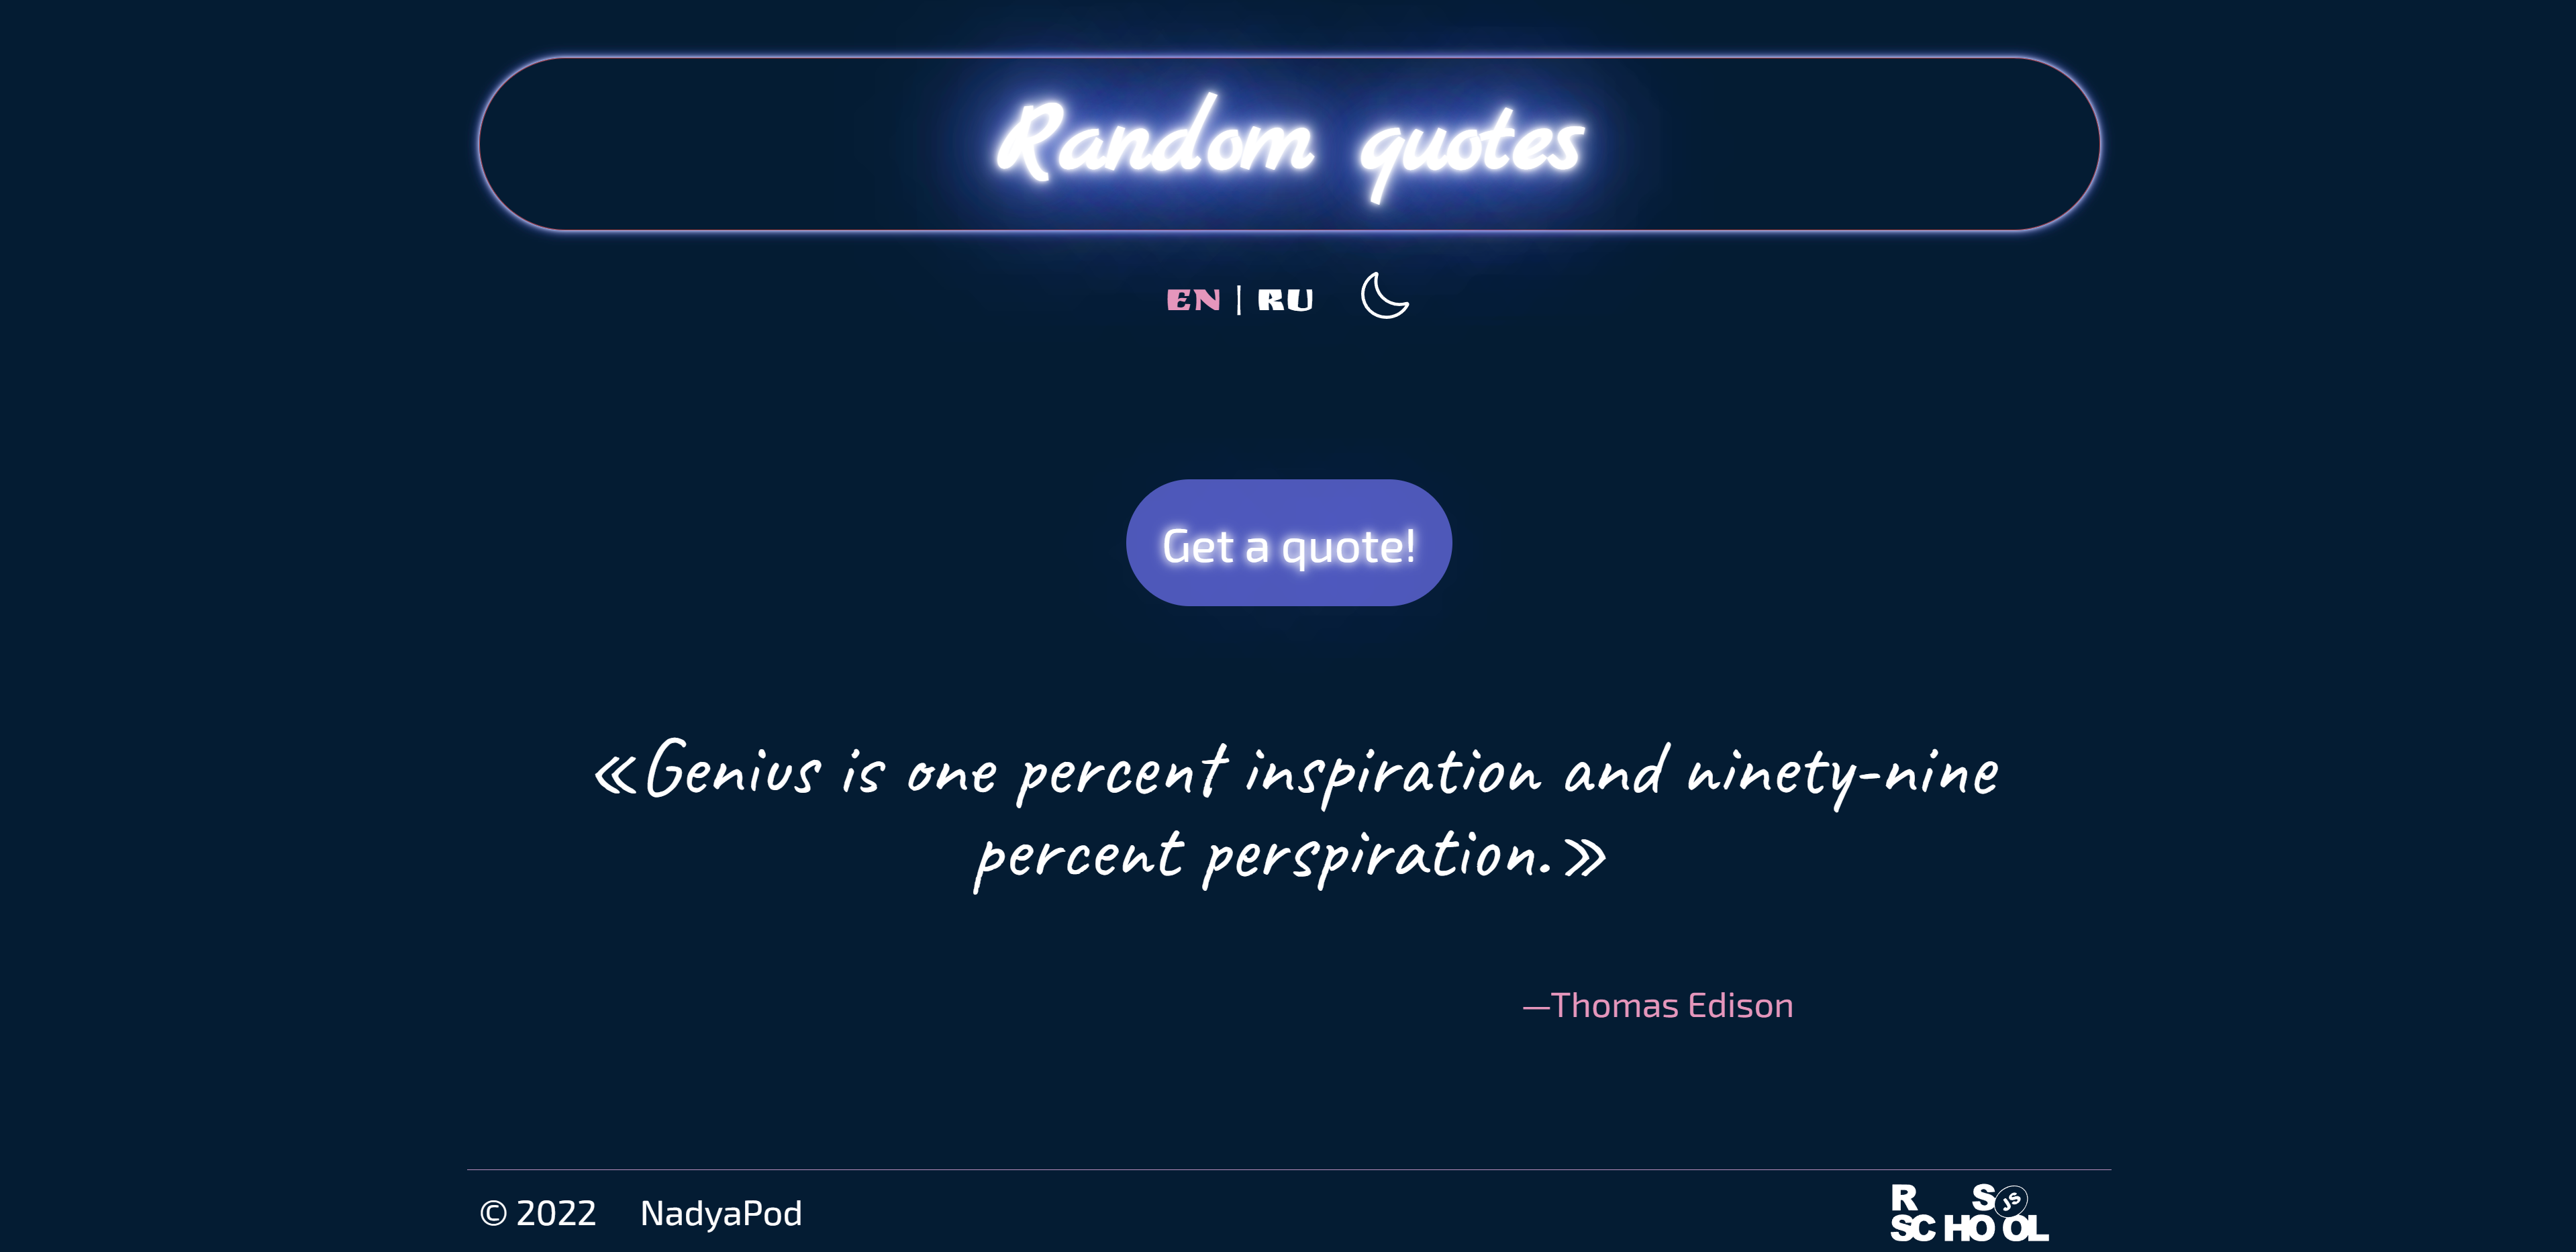 Random quotes
EN | RU
Get a quote!
«Genius is one percent inspiration and ninety-nine
percent perspiration.»
—Thomas Edison
© 2022 NadyaPod
R S JS
SCHOOL